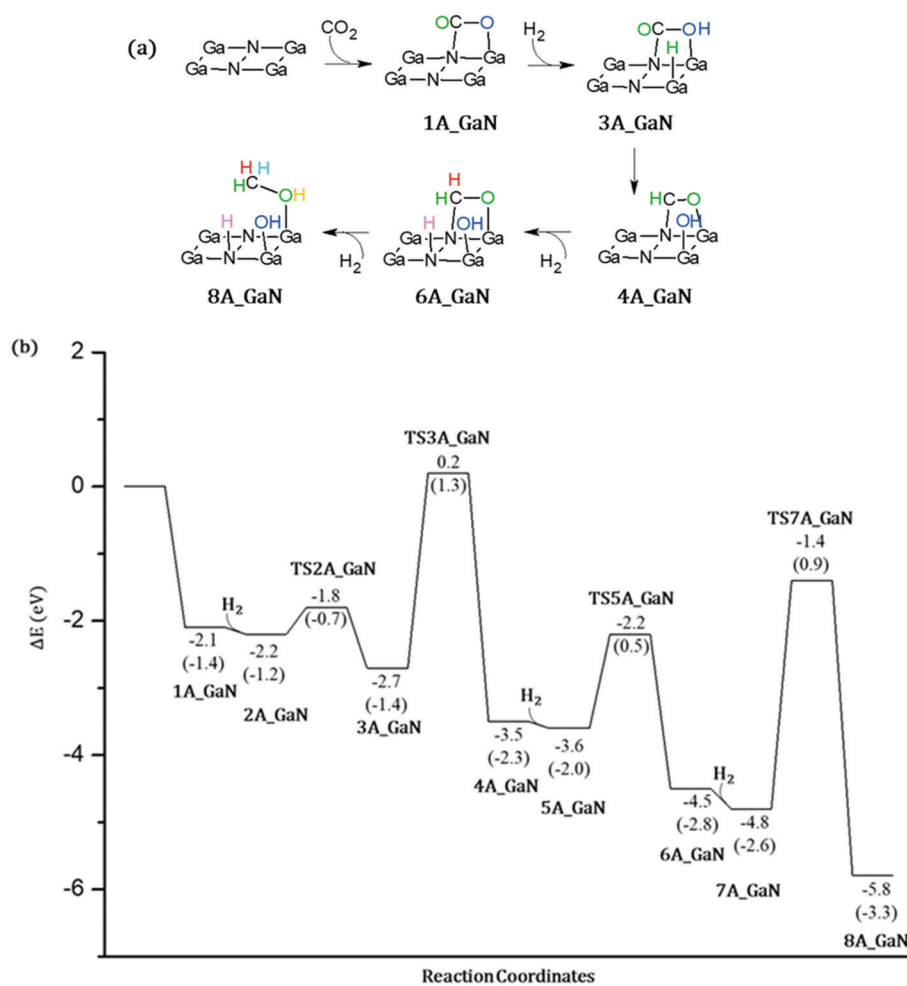 (a)
Ga N Ga
Ga N Ga
CO2
O C O
Ga N Ga
Ga N Ga
1A_GaN
H2
O C OH
H
Ga N Ga
Ga N Ga
3A_GaN
H H
H C OH
H OH
Ga N Ga
Ga N Ga
8A_GaN
H2
H
H C O
H OH
Ga N Ga
Ga N Ga
6A_GaN
H2
H C O
OH
Ga N Ga
Ga N Ga
4A_GaN
(b)
ΔE (eV)
2
0
-2
-4
-6
-2.1
(-1.4)
1A_GaN
H2
-2.2
(-1.2)
2A_GaN
TS2A_GaN
-1.8
(-0.7)
-2.7
(-1.4)
3A_GaN
TS3A_GaN
0.2
(1.3)
-3.5
(-2.3)
4A_GaN
H2
-3.6
(-2.0)
5A_GaN
TS5A_GaN
-2.2
(0.5)
-4.5
(-2.8)
6A_GaN
H2
-4.8
(-2.6)
7A_GaN
TS7A_GaN
-1.4
(0.9)
-5.8
(-3.3)
8A_GaN
Reaction Coordinates